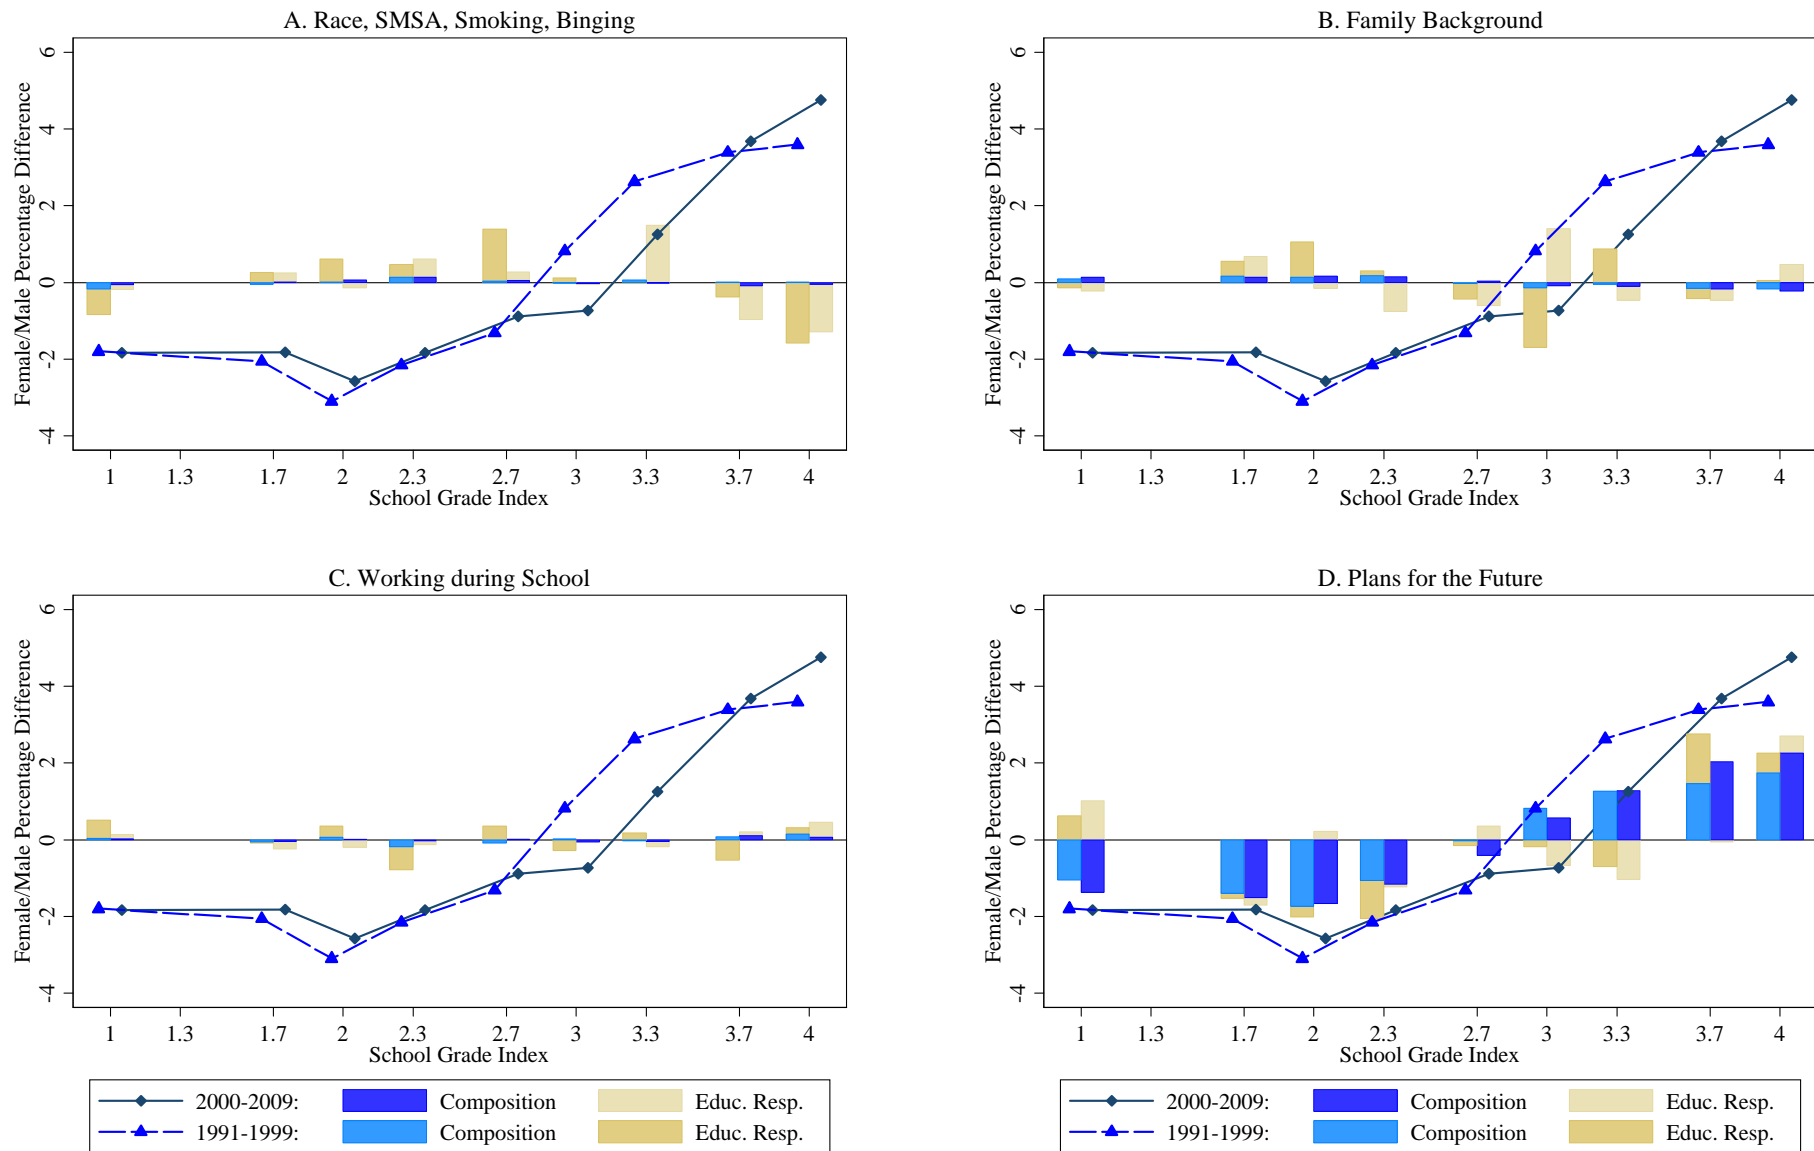 A. Race, SMSA, Smoking, Binging
Female/Male Percentage Difference
6
4
2
0
-2
-4
1 1.3 1.7 2 2.3 2.7 3 3.3 3.7 4
School Grade Index
B. Family Background
Female/Male Percentage Difference
6
4
2
0
-2
-4
1 1.3 1.7 2 2.3 2.7 3 3.3 3.7 4
School Grade Index
C. Working during School
Female/Male Percentage Difference
6
4
2
0
-2
-4
1 1.3 1.7 2 2.3 2.7 3 3.3 3.7 4
School Grade Index
D. Plans for the Future
Female/Male Percentage Difference
6
4
2
0
-2
-4
1 1.3 1.7 2 2.3 2.7 3 3.3 3.7 4
School Grade Index
2000-2009: Composition Educ. Resp.
1991-1999: Composition Educ. Resp.
2000-2009: Composition Educ. Resp.
1991-1999: Composition Educ. Resp.